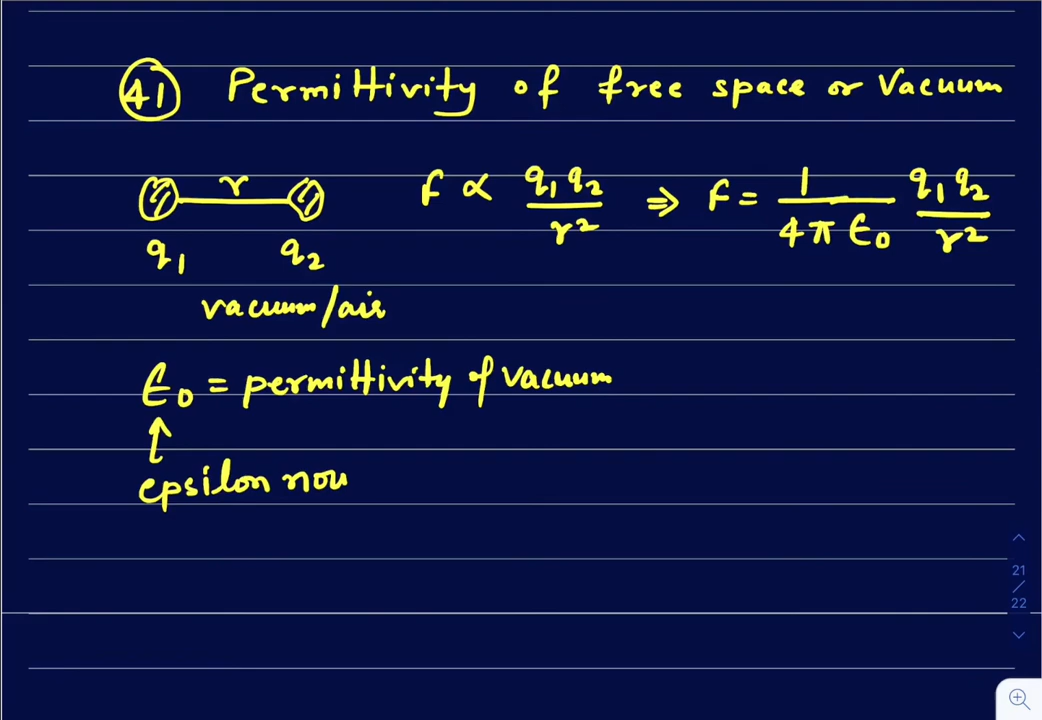 41 Permittivity of free space or Vacuum
r F ∝ q₁q₂/r² ⇒ F = 1/4πϵ₀ q₁q₂/r²
q₁ q₂
vacuum/air
ϵ₀ = permittivity of vacuum
↑
epsilon nou
21
/
22